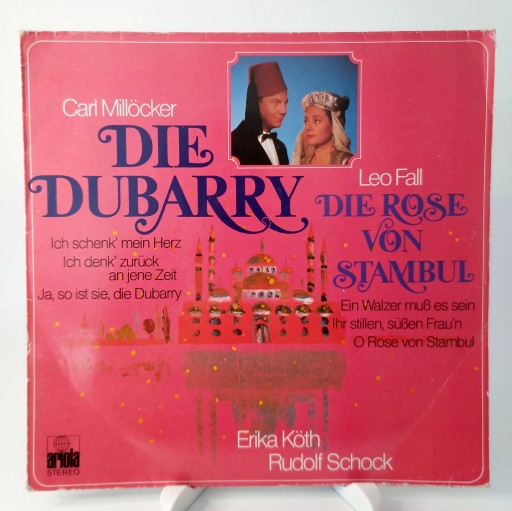 Carl Millöcker
DIE
DUBARRY
Ich schenk' mein Herz
Ich denk' zurück
an jene Zeit
Ja, so ist sie, die Dubarry
Leo Fall
DIE ROSE
VON
STAMBUL
Ein Walzer muß es sein
Ihr stillen, süßen Frau'n
O Rose von Stambul
Erika Köth
Rudolf Schock
ariola
STEREO